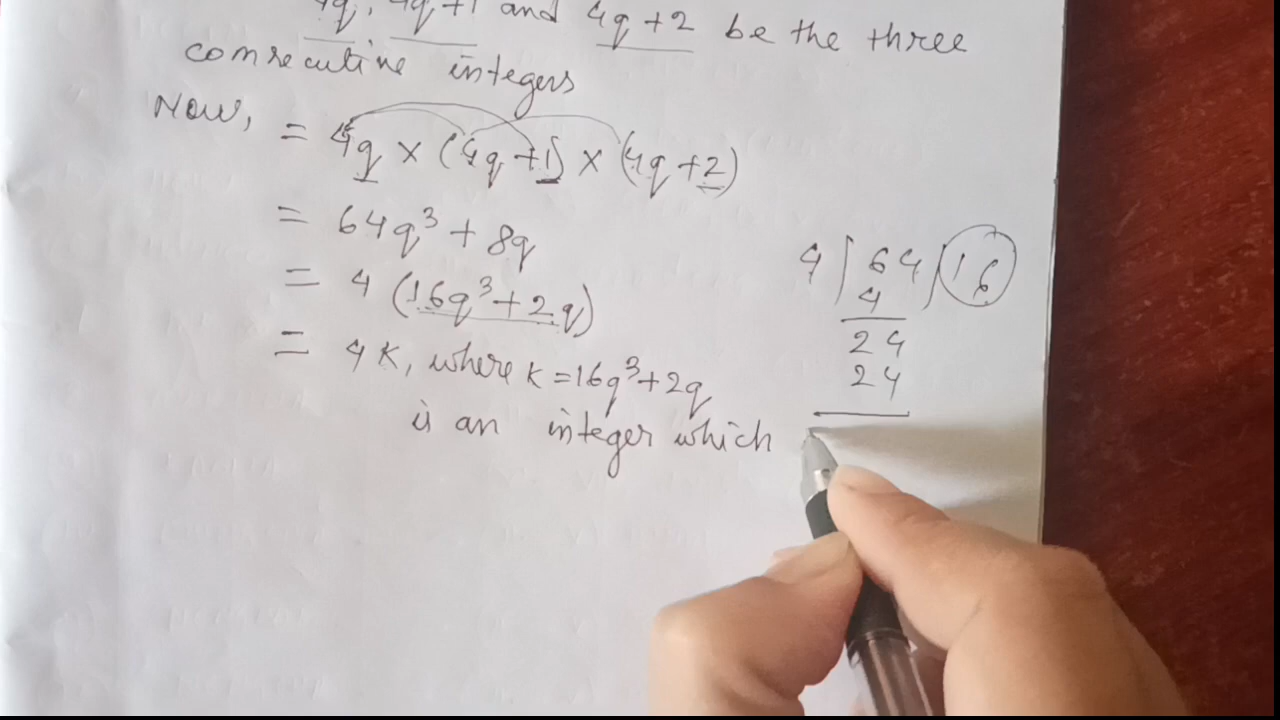 4q, 4q+1 and 4q+2 be the three
consecutive integers
Now, = 4q × (4q+1) × (4q+2)
= 64q³ + 8q
= 4 (16q³+2q)
= 4K, where K=16q³+2q
is an integer which
4) 64 (16
4
24
24